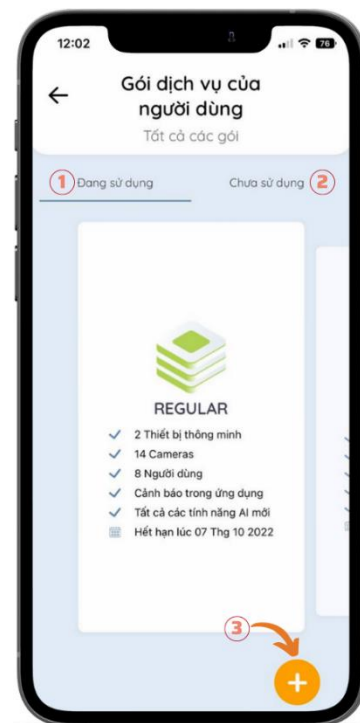 12:02
76
Gói dịch vụ của
người dùng
Tất cả các gói
1 Đang sử dụng
Chưa sử dụng 2
REGULAR
2 Thiết bị thông minh
14 Cameras
8 Người dùng
Cảnh báo trong ứng dụng
Tất cả các tính năng AI mới
Hết hạn lúc 07 Thg 10 2022
3
+